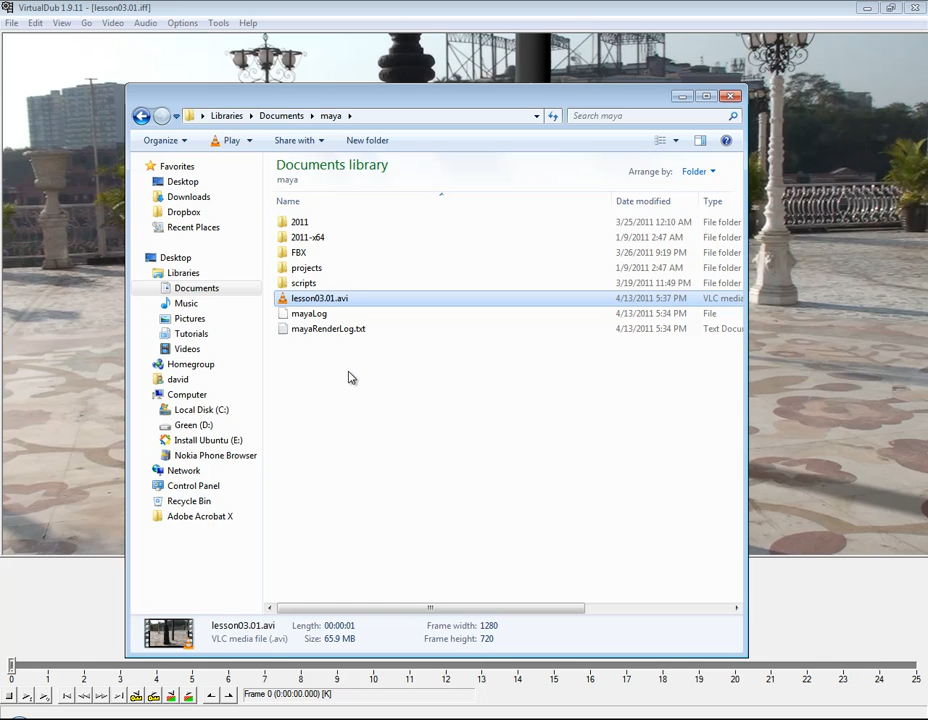 VirtualDub 1.9.11 - [lesson03.01.iff]
File Edit View Go Video Audio Options Tools Help
Libraries Documents maya
Search maya
Organize Play Share with New folder
Documents library
maya
Arrange by: Folder
Name Date modified Type
2011 3/25/2011 12:10 AM File folder
2011-x64 1/9/2011 2:47 AM File folder
FBX 3/26/2011 9:19 PM File folder
projects 1/9/2011 2:47 AM File folder
scripts 3/19/2011 11:49 PM File folder
lesson03.01.avi 4/13/2011 5:37 PM VLC media
mayaLog 4/13/2011 5:34 PM File
mayaRenderLog.txt 4/13/2011 5:34 PM Text Docu
Favorites
Desktop
Downloads
Dropbox
Recent Places
Desktop
Libraries
Documents
Music
Pictures
Tutorials
Videos
Homegroup
david
Computer
Local Disk (C:)
Green (D:)
Install Ubuntu (E:)
Nokia Phone Browser
Network
Control Panel
Recycle Bin
Adobe Acrobat X
lesson03.01.avi Length: 00:00:01 Frame width: 1280
VLC media file (.avi) Size: 65.9 MB Frame height: 720
0 1 2 3 4 5 6 7 8 9 10 11 12 13 14 15 16 17 18 19 20 21 22 23 24 25
Frame 0 (0:00:00.000) [K]